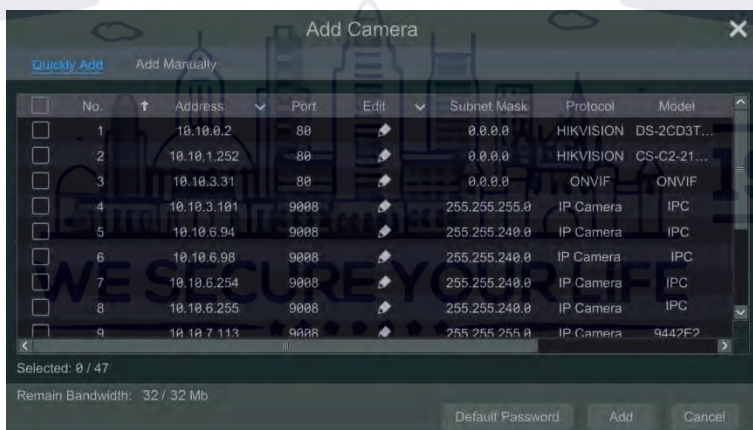 Add Camera
Quickly Add Add Manually
No. Address Port Edit Subnet Mask Protocol Model
1 10.10.0.2 80 0.0.0.0 HIKVISION DS-2CD3T...
2 10.10.1.252 80 0.0.0.0 HIKVISION CS-C2-21...
3 10.10.3.31 80 0.0.0.0 ONVIF ONVIF
4 10.10.3.101 9008 255.255.255.0 IP Camera IPC
5 10.10.6.94 9008 255.255.240.0 IP Camera IPC
6 10.10.6.98 9008 255.255.240.0 IP Camera IPC
7 10.10.6.254 9008 255.255.240.0 IP Camera IPC
8 10.10.6.255 9008 255.255.240.0 IP Camera IPC
9 10.10.7.113 9008 255.255.255.0 IP Camera 9442E2
WE SECURE YOUR LIFE
Selected: 0 / 47
Remain Bandwidth: 32 / 32 Mb
Default Password Add Cancel